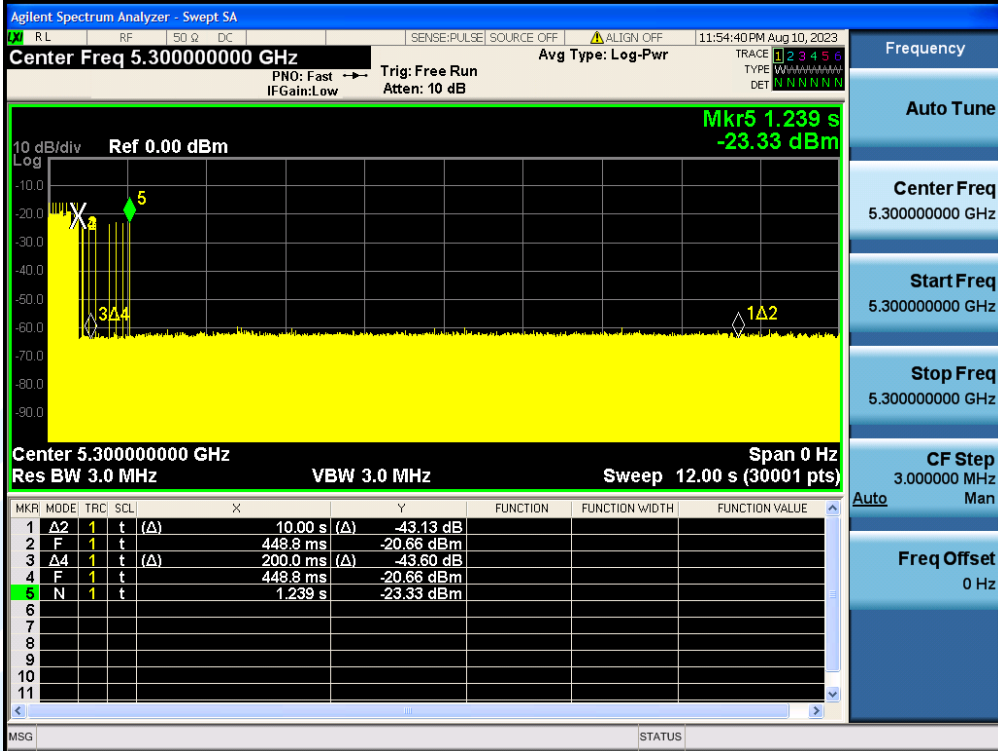 Agilent Spectrum Analyzer - Swept SA
LXI RL RF 50 Ω DC SENSE:PULSE SOURCE OFF ALIGN OFF 11:54:40 PM Aug 10, 2023
Center Freq 5.300000000 GHz Avg Type: Log-Pwr TRACE 1 2 3 4 5 6
PNO: Fast Trig: Free Run TYPE
IFGain:Low Atten: 10 dB DET N N N N N N
Mkr5 1.239 s
10 dB/div Ref 0.00 dBm -23.33 dBm
Log
-10.0
-20.0
-30.0
-40.0
-50.0
-60.0
-70.0
-80.0
-90.0
5
3Δ4
1Δ2
Center 5.300000000 GHz Span 0 Hz
Res BW 3.0 MHz VBW 3.0 MHz Sweep 12.00 s (30001 pts)
MKR MODE TRC SCL X Y FUNCTION FUNCTION WIDTH FUNCTION VALUE
1 Δ2 1 t (Δ) 10.00 s (Δ) -43.13 dB
2 F 1 t 448.8 ms -20.66 dBm
3 Δ4 1 t (Δ) 200.0 ms (Δ) -43.60 dB
4 F 1 t 448.8 ms -20.66 dBm
5 N 1 t 1.239 s -23.33 dBm
6
7
8
9
10
11
MSG STATUS
Frequency
Auto Tune
Center Freq
5.300000000 GHz
Start Freq
5.300000000 GHz
Stop Freq
5.300000000 GHz
CF Step
3.000000 MHz
Auto Man
Freq Offset
0 Hz